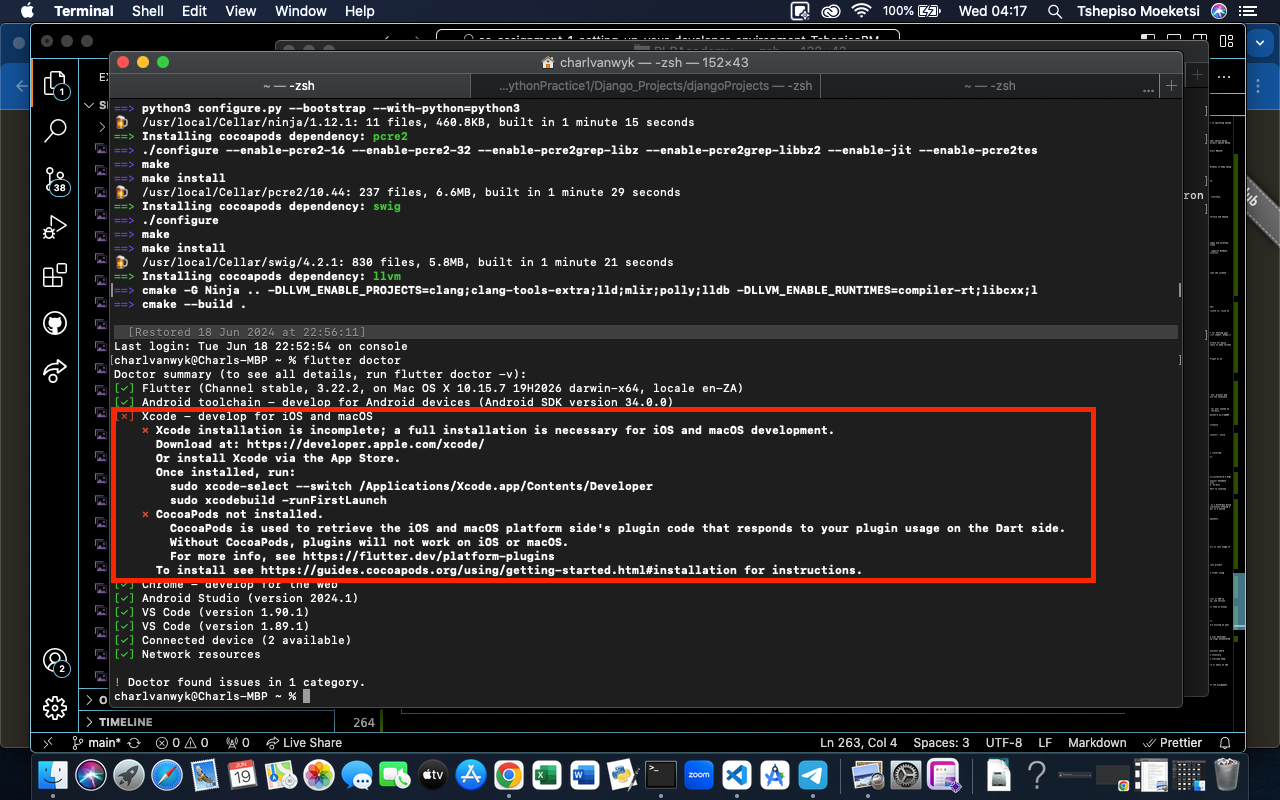 Terminal Shell Edit View Window Help 100% Wed 04:17 Tshepiso Moeketsi
charlvanwyk — -zsh — 152×43
~ — -zsh ...ythonPractice1/Django_Projects/djangoProjects — -zsh ~ — -zsh
==> python3 configure.py --bootstrap --with-python=python3
🍺 /usr/local/Cellar/ninja/1.12.1: 11 files, 460.8KB, built in 1 minute 15 seconds
==> Installing cocoapods dependency: pcre2
==> ./configure --enable-pcre2-16 --enable-pcre2-32 --enable-pcre2grep-libz --enable-pcre2grep-libbz2 --enable-jit --enable-pcre2tes
==> make
==> make install
🍺 /usr/local/Cellar/pcre2/10.44: 237 files, 6.6MB, built in 1 minute 29 seconds
==> Installing cocoapods dependency: swig
==> ./configure
==> make
==> make install
🍺 /usr/local/Cellar/swig/4.2.1: 830 files, 5.8MB, built in 1 minute 21 seconds
==> Installing cocoapods dependency: llvm
==> cmake -G Ninja .. -DLLVM_ENABLE_PROJECTS=clang;clang-tools-extra;lld;mlir;polly;lldb -DLLVM_ENABLE_RUNTIMES=compiler-rt;libcxx;l
==> cmake --build .
[Restored 18 Jun 2024 at 22:56:11]
Last login: Tue Jun 18 22:52:54 on console
[charlvanwyk@Charls-MBP ~ % flutter doctor ]
Doctor summary (to see all details, run flutter doctor -v):
[✓] Flutter (Channel stable, 3.22.2, on Mac OS X 10.15.7 19H2026 darwin-x64, locale en-ZA)
[✓] Android toolchain - develop for Android devices (Android SDK version 34.0.0)
[✗] Xcode - develop for iOS and macOS
✗ Xcode installation is incomplete; a full installation is necessary for iOS and macOS development.
Download at: https://developer.apple.com/xcode/
Or install Xcode via the App Store.
Once installed, run:
sudo xcode-select --switch /Applications/Xcode.app/Contents/Developer
sudo xcodebuild -runFirstLaunch
✗ CocoaPods not installed.
CocoaPods is used to retrieve the iOS and macOS platform side's plugin code that responds to your plugin usage on the Dart side.
Without CocoaPods, plugins will not work on iOS or macOS.
For more info, see https://flutter.dev/platform-plugins
To install see https://guides.cocoapods.org/using/getting-started.html#installation for instructions.
[✓] Chrome - develop for the web
[✓] Android Studio (version 2024.1)
[✓] VS Code (version 1.90.1)
[✓] VS Code (version 1.89.1)
[✓] Connected device (2 available)
[✓] Network resources
! Doctor found issues in 1 category.
charlvanwyk@Charls-MBP ~ %
1
38
2
TIMELINE
264
main* 0 0 0 Live Share Ln 263, Col 4 Spaces: 3 UTF-8 LF Markdown Prettier
JUN 19 tv zoom